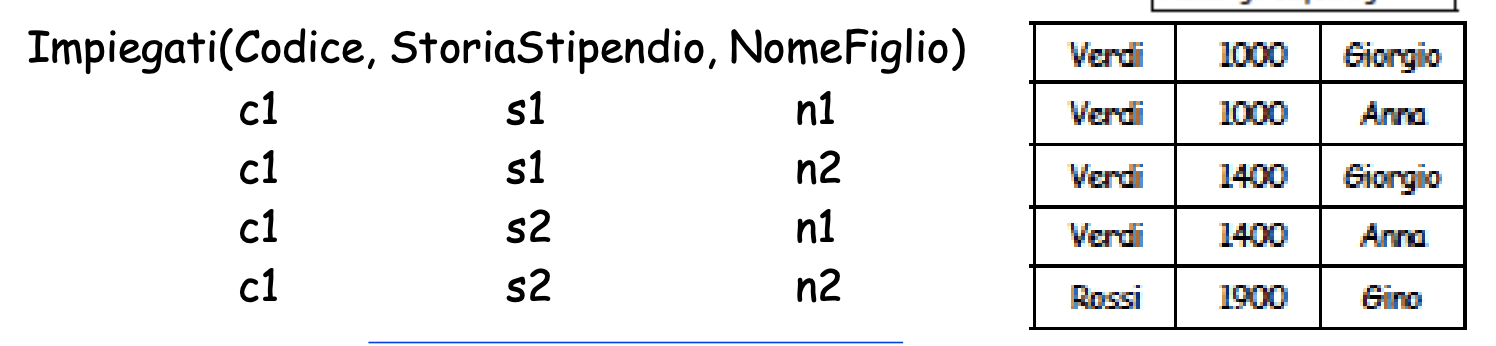 Impiegati(Codice, StoriaStipendio, NomeFiglio)
c1 s1 n1
c1 s1 n2
c1 s2 n1
c1 s2 n2
Verdi 1000 Giorgio
Verdi 1000 Anna
Verdi 1400 Giorgio
Verdi 1400 Anna
Rossi 1900 Gino